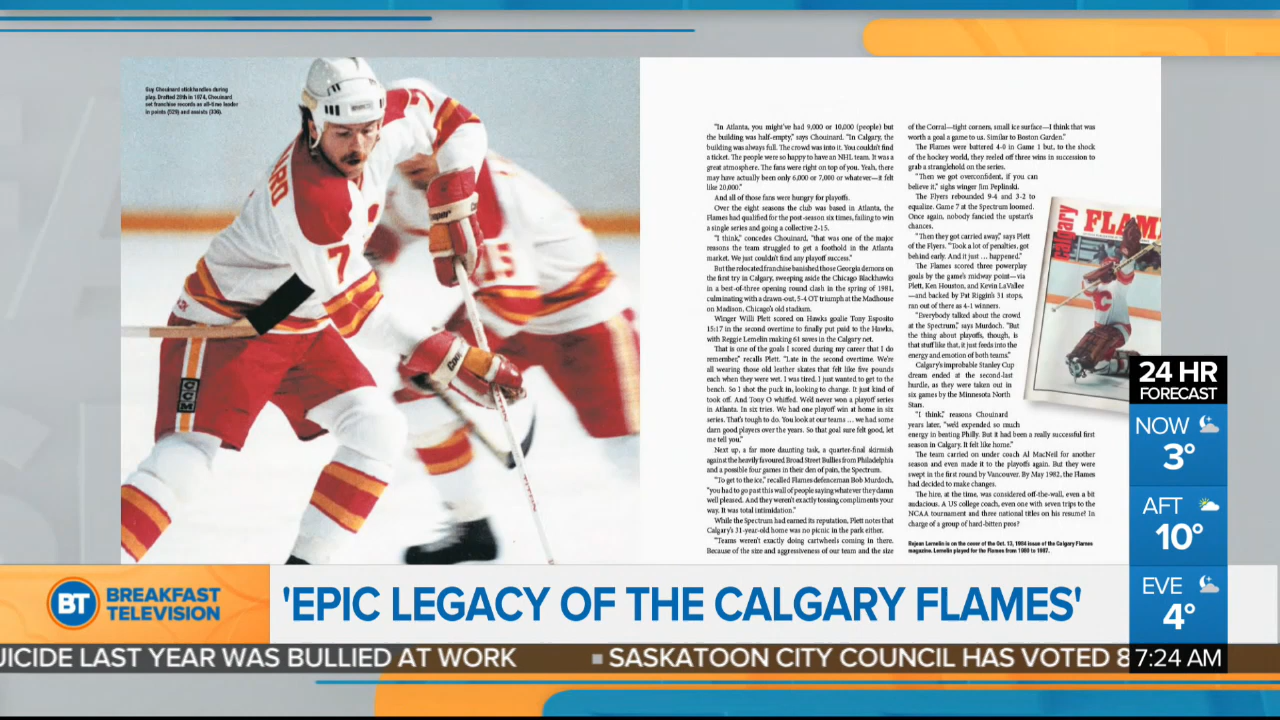 Guy Chouinard stickhandles during
play. Drafted 28th in 1974, Chouinard
set franchise records as all-time leader
in points (529) and assists (336).
"In Atlanta, you might've had 9,000 or 10,000 (people) but
the building was half-empty," says Chouinard. "In Calgary, the
building was always full. The crowd was into it. You couldn't find
a ticket. The people were so happy to have an NHL team. It was a
great atmosphere. The fans were right on top of you. Yeah, there
may have actually been only 6,000 or 7,000 or whatever—it felt
like 20,000."
And all of those fans were hungry for playoffs.
Over the eight seasons the club was based in Atlanta, the
Flames had qualified for the post-season six times, failing to win
a single series and going a collective 2-15.
"I think," concedes Chouinard, "that was one of the major
reasons the team struggled to get a foothold in the Atlanta
market. We just couldn't find any playoff success."
But the relocated franchise banished those Georgia demons on
the first try in Calgary, sweeping aside the Chicago Blackhawks
in a best-of-three opening round clash in the spring of 1981,
culminating with a drawn-out, 5-4 OT triumph at the Madhouse
on Madison, Chicago's old stadium.
Winger Willi Plett scored on Hawks goalie Tony Esposito
15:17 in the second overtime to finally put paid to the Hawks,
with Reggie Lemelin making 61 saves in the Calgary net.
"That is one of the goals I scored during my career that I do
remember," recalls Plett. "Late in the second overtime. We're
all wearing those old leather skates that felt like five pounds
each when they were wet. I was tired. I just wanted to get to the
bench. So I shot the puck in, looking to change. It just kind of
took off. And Tony O whiffed. We'd never won a playoff series
in Atlanta. In six tries. We had one playoff win at home in six
series. That's tough to do. You look at our teams ... we had some
darn good players over the years. So that goal sure felt good, let
me tell you."
Next up, a far more daunting task, a quarter-final skirmish
against the heavily favoured Broad Street Bullies from Philadelphia
and a possible four games in their den of pain, the Spectrum.
"To get to the ice," recalled Flames defenceman Bob Murdoch,
"you had to go past this wall of people saying whatever they damn
well pleased. And they weren't exactly tossing compliments your
way. It was total intimidation."
While the Spectrum had earned its reputation, Plett notes that
Calgary's 31-year-old home was no picnic in the park either.
"Teams weren't exactly doing cartwheels coming in there.
Because of the size and aggressiveness of our team and the size
of the Corral—tight corners, small ice surface—I think that was
worth a goal a game to us. Similar to Boston Garden."
The Flames were battered 4-0 in Game 1 but, to the shock
of the hockey world, they reeled off three wins in succession to
grab a stranglehold on the series.
"Then we got overconfident, if you can
believe it," sighs winger Jim Peplinski.
The Flyers rebounded 9-4 and 3-2 to
equalize. Game 7 at the Spectrum loomed.
Once again, nobody fancied the upstart's
chances.
"Then they got carried away," says Plett
of the Flyers. "Took a lot of penalties, got
behind early. And it just ... happened."
The Flames scored three powerplay
goals by the game's midway point—via
Plett, Ken Houston, and Kevin LaVallee
—and backed by Pat Riggin's 31 stops,
ran out of there as 4-1 winners.
"Everybody talked about the crowd
at the Spectrum," says Murdoch. "But
the thing about playoffs, though, is
that stuff like that, it just feeds into the
energy and emotion of both teams."
Calgary's improbable Stanley Cup
dream ended at the second-last
hurdle, as they were taken out in
six games by the Minnesota North
Stars.
"I think," reasons Chouinard
years later, "we'd expended so much
energy in beating Philly. But it had been a really successful first
season in Calgary. It felt like home."
The team carried on under coach Al MacNeil for another
season and even made it to the playoffs again. But they were
swept in the first round by Vancouver. By May 1982, the Flames
had decided to make changes.
The hire, at the time, was considered off-the-wall, even a bit
audacious. A US college coach, even one with seven trips to the
NCAA tournament and three national titles on his resume? In
charge of a group of hard-bitten pros?
Rejean Lemelin is on the cover of the Oct. 13, 1984 issue of the Calgary Flames
magazine. Lemelin played for the Flames from 1980 to 1987.
FLAM
7
Cooper
CCM
24 HR
FORECAST
NOW
3°
AFT
10°
EVE
4°
BT BREAKFAST
TELEVISION
'EPIC LEGACY OF THE CALGARY FLAMES'
UICIDE LAST YEAR WAS BULLIED AT WORK ■ SASKATOON CITY COUNCIL HAS VOTED 8
7:24 AM